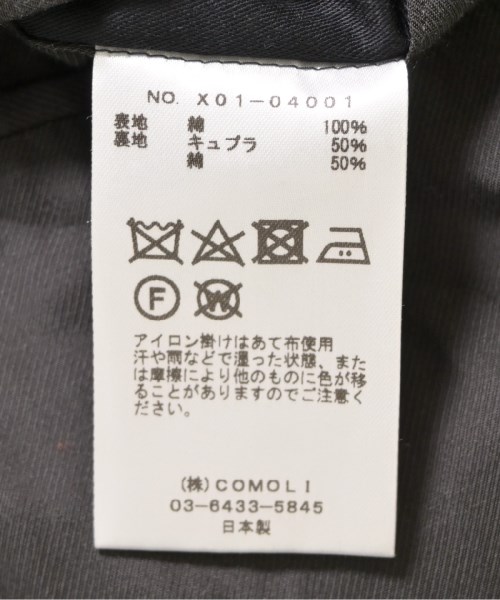 NO. X01-04001
表地 綿 100%
裏地 キュプラ 50%
綿 50%
F W
アイロン掛けはあて布使用
汗や雨などで湿った状態、また
は摩擦により他のものに色が移
ることがありますのでご注意く
ださい。
(株)COMOLI
03-6433-5845
日本製